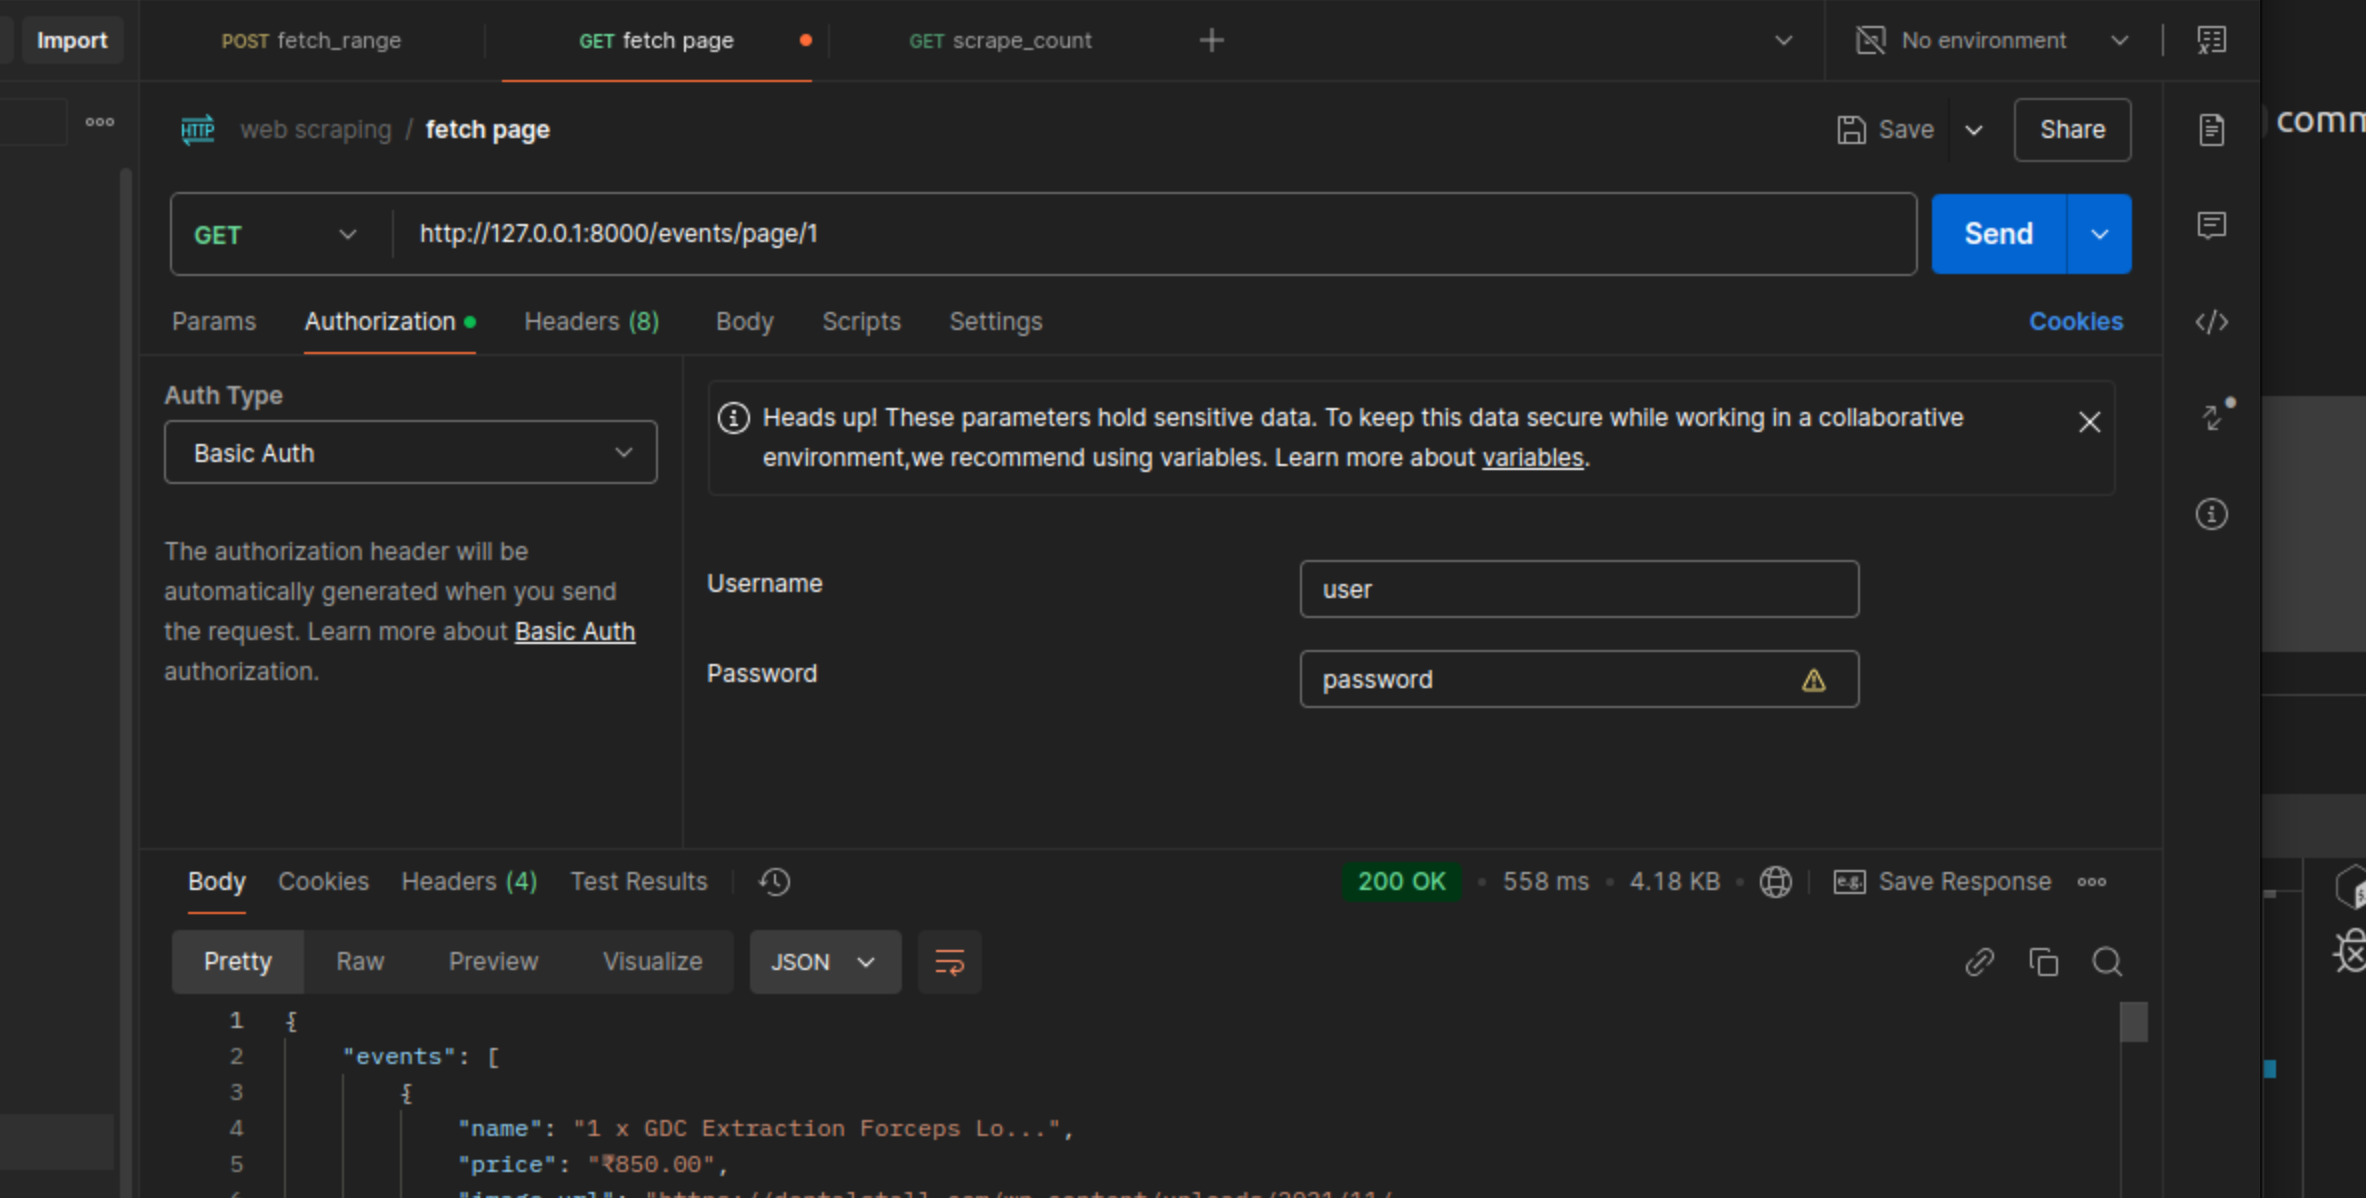 Import
POST fetch_range
GET fetch page
GET scrape_count
No environment
HTTP web scraping / fetch page
Save
Share
comm
GET http://127.0.0.1:8000/events/page/1
Send
Params
Authorization
Headers (8)
Body
Scripts
Settings
Cookies
Auth Type
Basic Auth
The authorization header will be
automatically generated when you send
the request. Learn more about Basic Auth
authorization.
Heads up! These parameters hold sensitive data. To keep this data secure while working in a collaborative
environment,we recommend using variables. Learn more about variables.
Username
user
Password
password
Body
Cookies
Headers (4)
Test Results
200 OK
558 ms
4.18 KB
e.g. Save Response
Pretty
Raw
Preview
Visualize
JSON
1 {
2 "events": [
3 {
4 "name": "1 x GDC Extraction Forceps Lo...",
5 "price": "₹850.00",